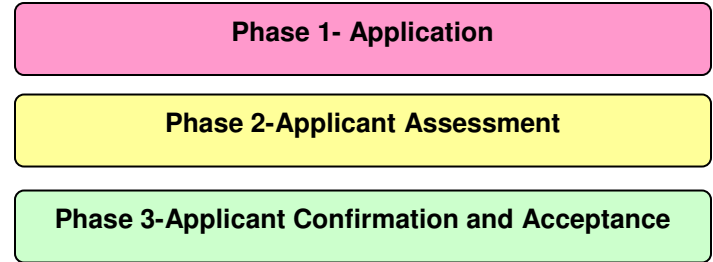 Phase 1- Application
Phase 2-Applicant Assessment
Phase 3-Applicant Confirmation and Acceptance